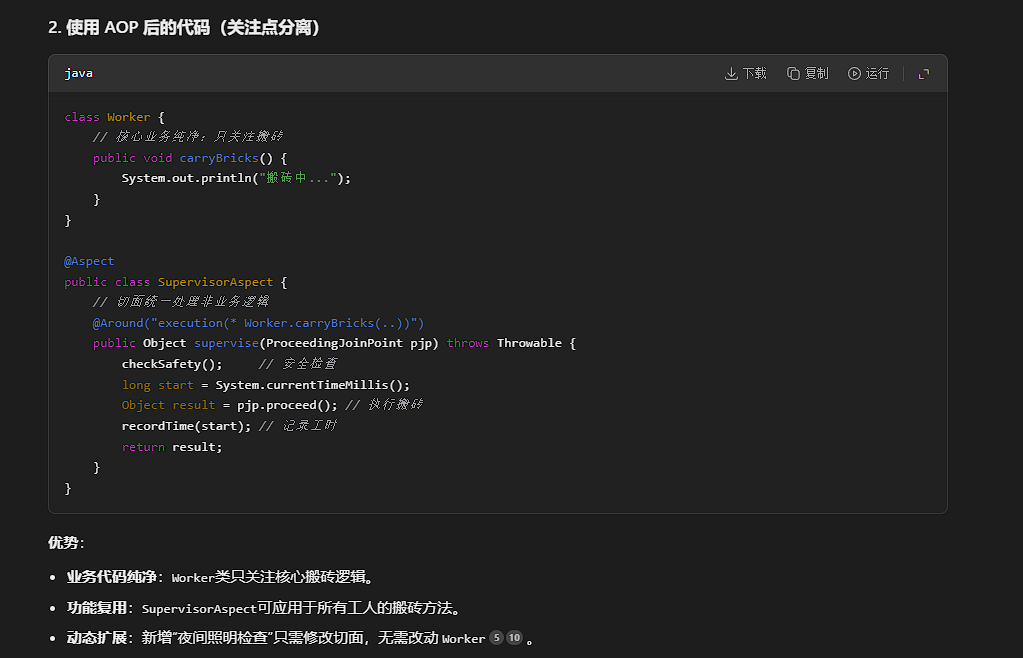 2. 使用 AOP 后的代码（关注点分离）
java 下载 复制 运行
class Worker {
// 核心业务纯净：只关注搬砖
public void carryBricks() {
System.out.println("搬砖中...");
}
}
@Aspect
public class SupervisorAspect {
// 切面统一处理非业务逻辑
@Around("execution(* Worker.carryBricks(..))")
public Object supervise(ProceedingJoinPoint pjp) throws Throwable {
checkSafety(); // 安全检查
long start = System.currentTimeMillis();
Object result = pjp.proceed(); // 执行搬砖
recordTime(start); // 记录工时
return result;
}
}
优势：
• 业务代码纯净：Worker类只关注核心搬砖逻辑。
• 功能复用：SupervisorAspect可应用于所有工人的搬砖方法。
• 动态扩展：新增“夜间照明检查”只需修改切面，无需改动 Worker 5 10 。